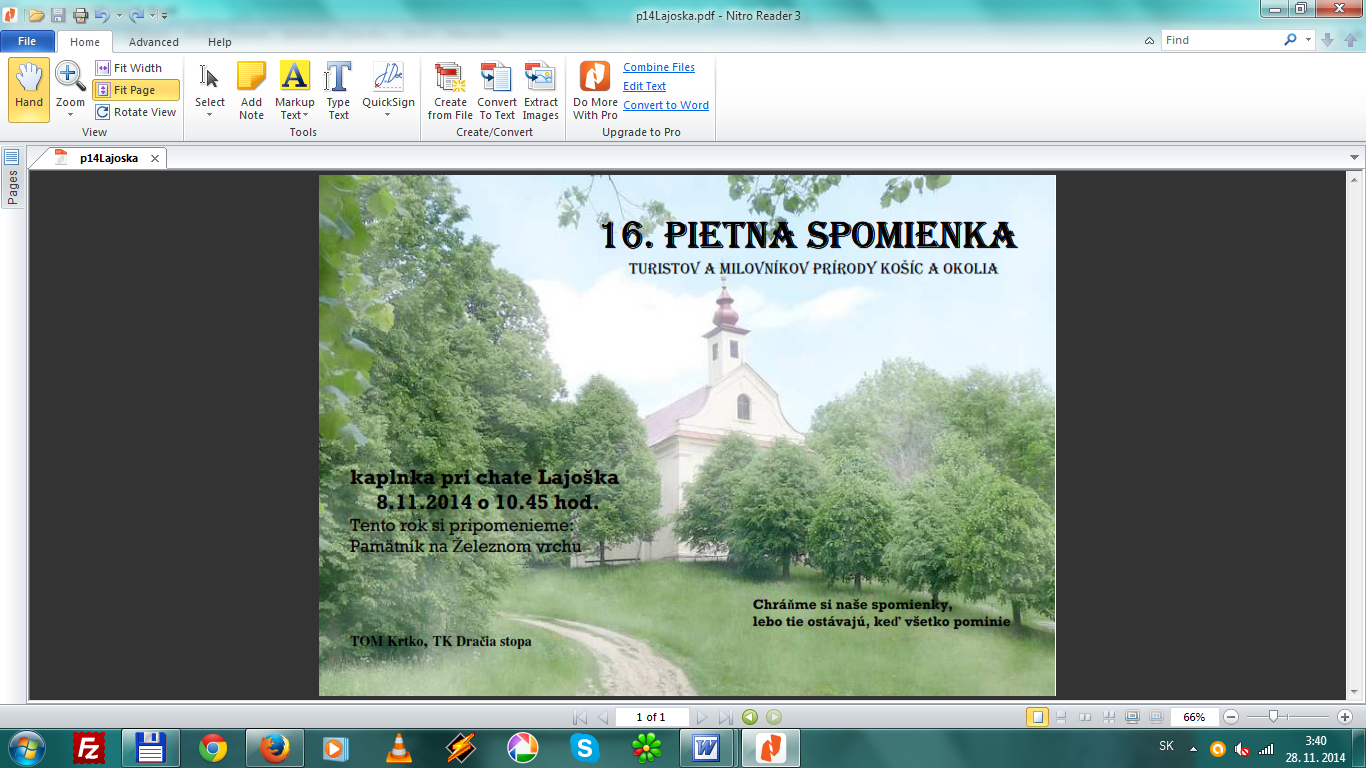 p14Lajoska.pdf - Nitro Reader 3
File
Home
Advanced
Help
Find
Hand
Zoom
Fit Width
Fit Page
Rotate View
View
Select
Add Note
Markup Text
Type Text
QuickSign
Tools
Create from File
Convert To Text
Extract Images
Create/Convert
Do More With Pro
Combine Files
Edit Text
Convert to Word
Upgrade to Pro
Pages
p14Lajoska
16. PIETNA SPOMIENKA
TURISTOV A MILOVNÍKOV PRÍRODY KOŠÍC A OKOLIA
kaplnka pri chate Lajoška
8.11.2014 o 10.45 hod.
Tento rok si pripomenieme:
Pamätník na Železnom vrchu
Chráňme si naše spomienky,
lebo tie ostávajú, keď všetko pominie
TOM Krtko, TK Dračia stopa
1 of 1
66%
SK
3:40
28. 11. 2014